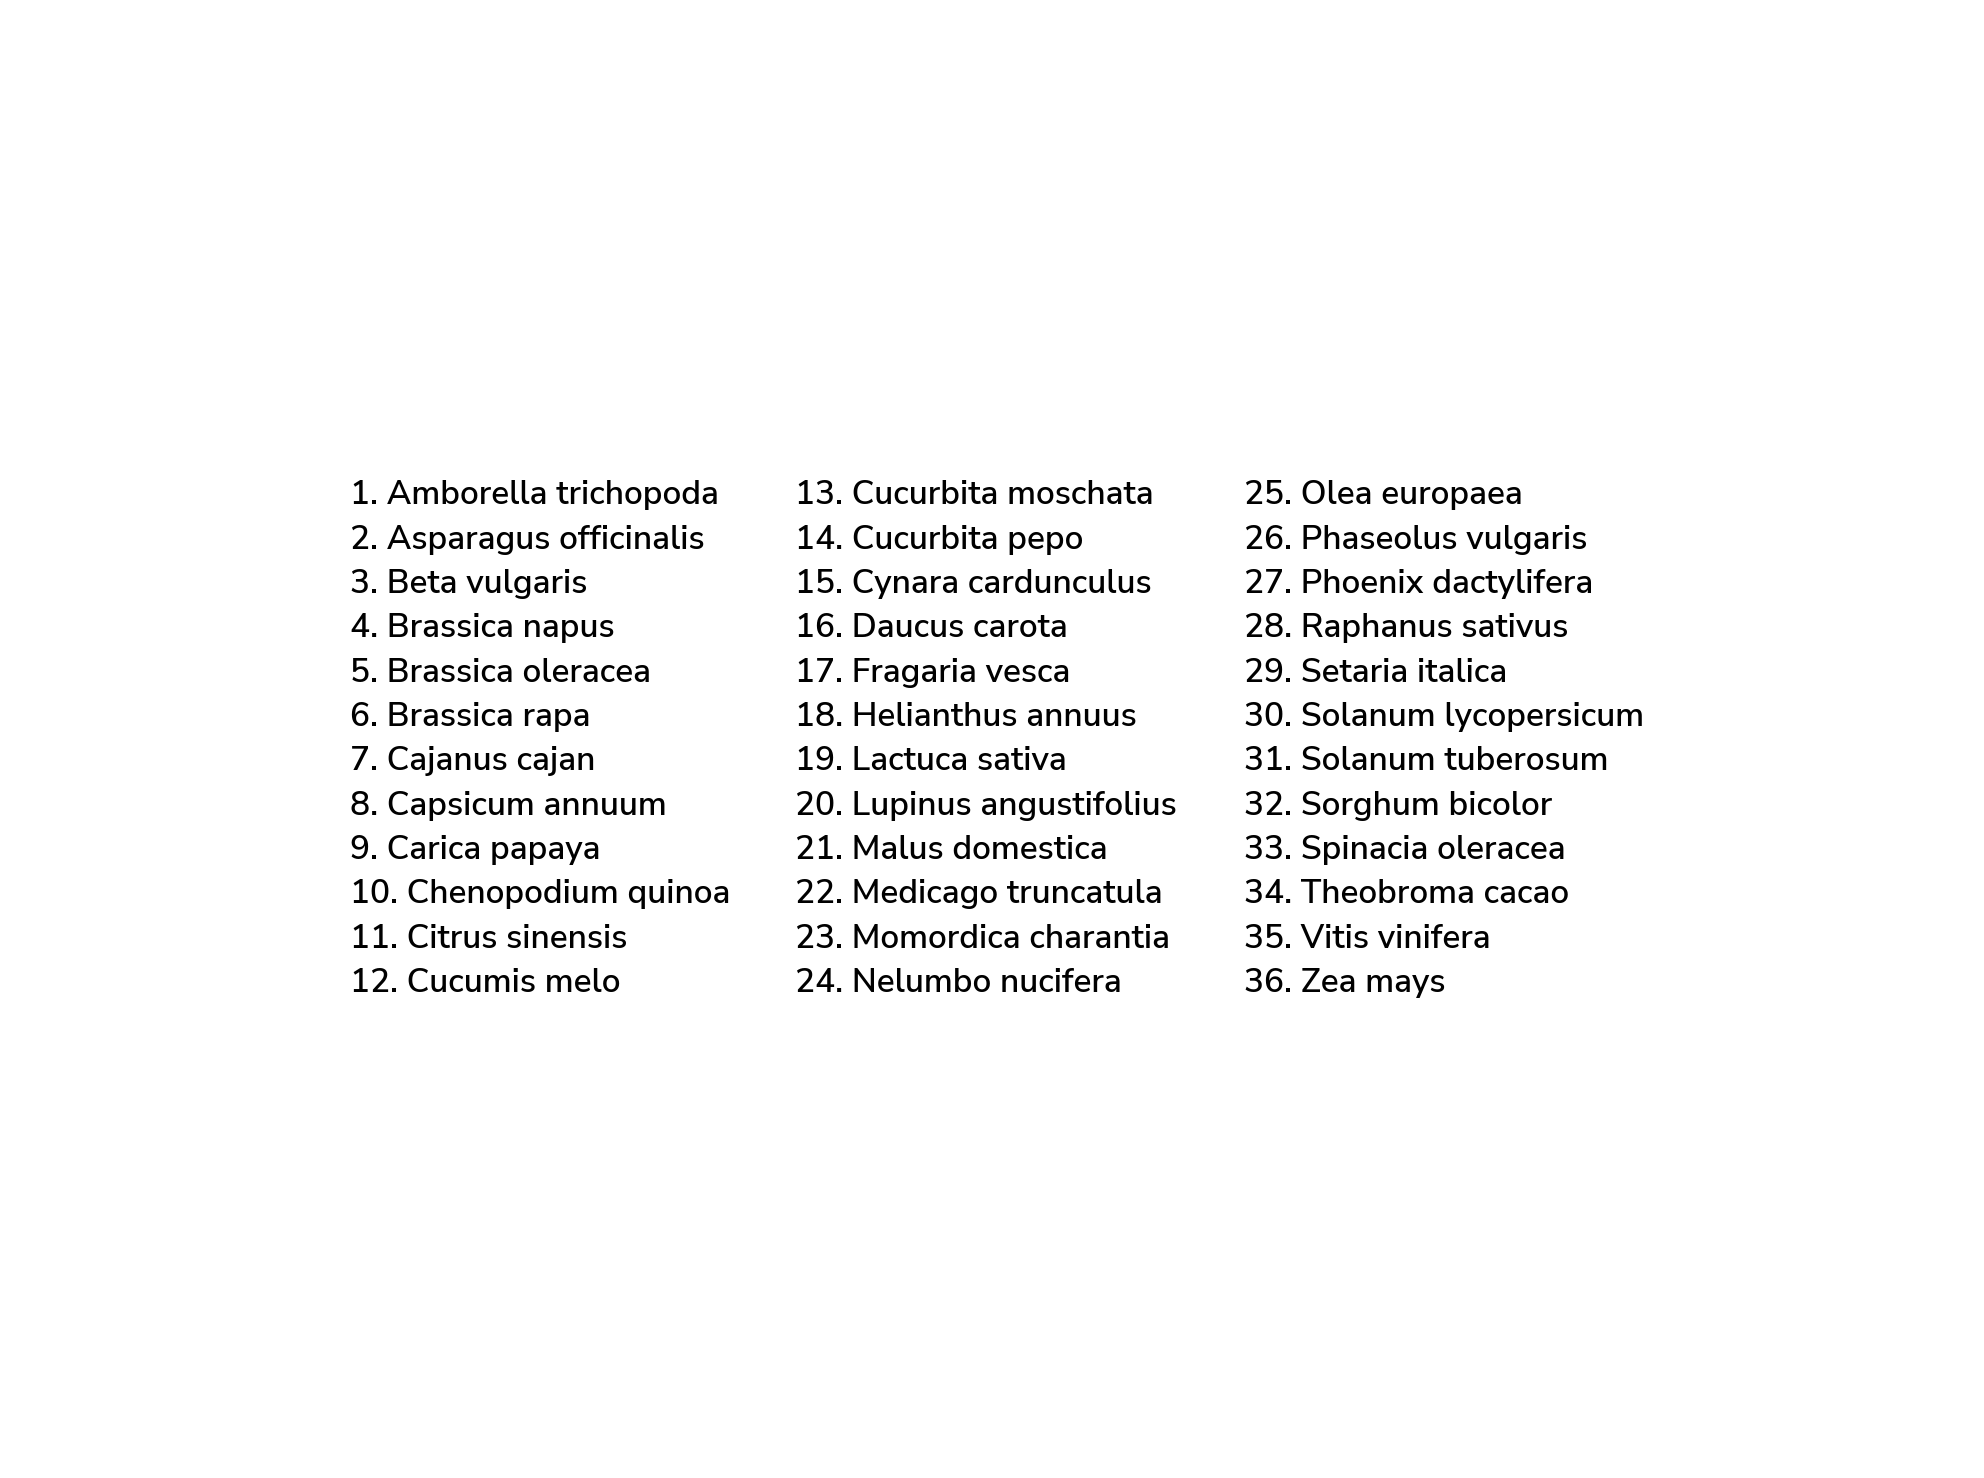 1. Amborella trichopoda
2. Asparagus officinalis
3. Beta vulgaris
4. Brassica napus
5. Brassica oleracea
6. Brassica rapa
7. Cajanus cajan
8. Capsicum annuum
9. Carica papaya
10. Chenopodium quinoa
11. Citrus sinensis
12. Cucumis melo
13. Cucurbita moschata
14. Cucurbita pepo
15. Cynara cardunculus
16. Daucus carota
17. Fragaria vesca
18. Helianthus annuus
19. Lactuca sativa
20. Lupinus angustifolius
21. Malus domestica
22. Medicago truncatula
23. Momordica charantia
24. Nelumbo nucifera
25. Olea europaea
26. Phaseolus vulgaris
27. Phoenix dactylifera
28. Raphanus sativus
29. Setaria italica
30. Solanum lycopersicum
31. Solanum tuberosum
32. Sorghum bicolor
33. Spinacia oleracea
34. Theobroma cacao
35. Vitis vinifera
36. Zea mays